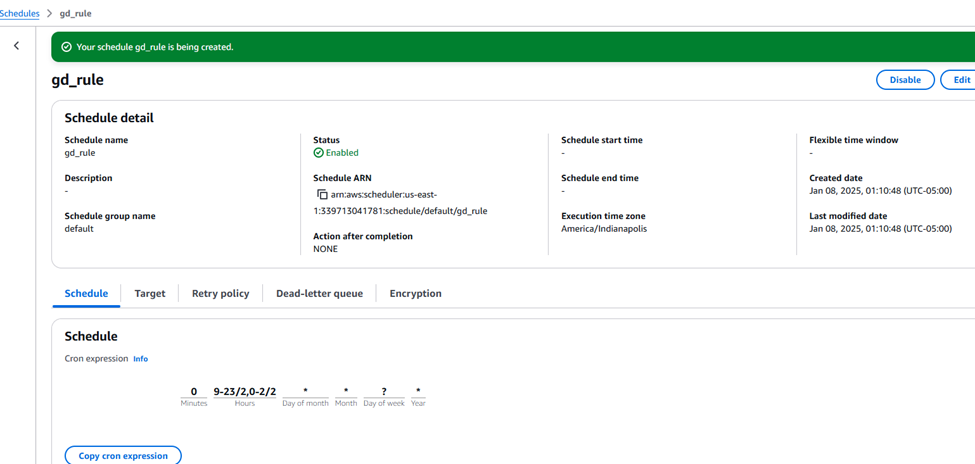 Schedules > gd_rule
Your schedule gd_rule is being created.
gd_rule
Disable
Edit
Schedule detail
Schedule name
gd_rule
Description
-
Schedule group name
default
Status
Enabled
Schedule ARN
arn:aws:scheduler:us-east-
1:339713041781:schedule/default/gd_rule
Action after completion
NONE
Schedule start time
-
Schedule end time
-
Execution time zone
America/Indianapolis
Flexible time window
-
Created date
Jan 08, 2025, 01:10:48 (UTC-05:00)
Last modified date
Jan 08, 2025, 01:10:48 (UTC-05:00)
Schedule Target Retry policy Dead-letter queue Encryption
Schedule
Cron expression Info
0 9-23/2,0-2/2 * * ? *
Minutes Hours Day of month Month Day of week Year
Copy cron expression